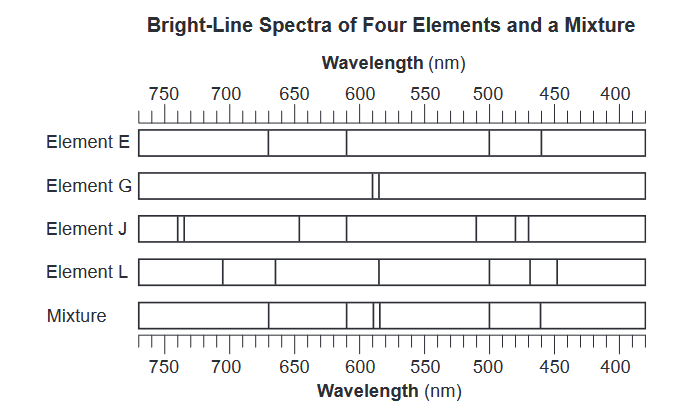 Bright-Line Spectra of Four Elements and a Mixture
Wavelength (nm)
750 700 650 600 550 500 450 400
Element E
Element G
Element J
Element L
Mixture
750 700 650 600 550 500 450 400
Wavelength (nm)